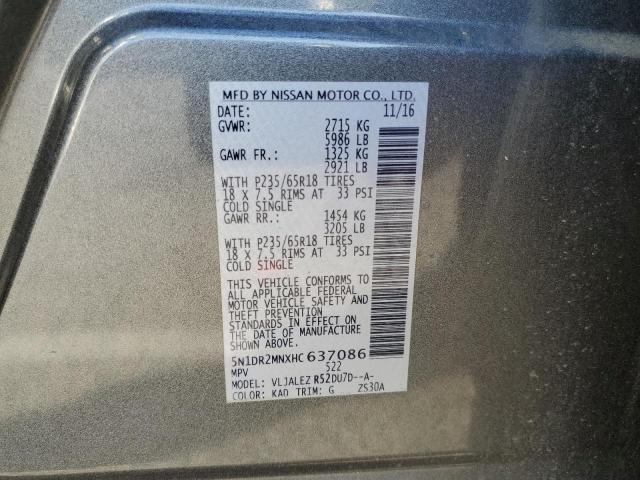 MFD BY NISSAN MOTOR CO., LTD.
DATE: 11/16
GVWR: 2715 KG
5986 LB
GAWR FR.: 1325 KG
2921 LB
WITH P235/65R18 TIRES
18 X 7.5 RIMS AT 33 PSI
COLD SINGLE
GAWR RR.: 1454 KG
3205 LB
WITH P235/65R18 TIRES
18 X 7.5 RIMS AT 33 PSI
COLD SINGLE
THIS VEHICLE CONFORMS TO
ALL APPLICABLE FEDERAL
MOTOR VEHICLE SAFETY AND
THEFT PREVENTION
STANDARDS IN EFFECT ON
THE DATE OF MANUFACTURE
SHOWN ABOVE.
5N1DR2MNXHC637086
MPV 522
MODEL: VLJALEZ R52DU7D--A-
COLOR: KAD TRIM: G ZS30A